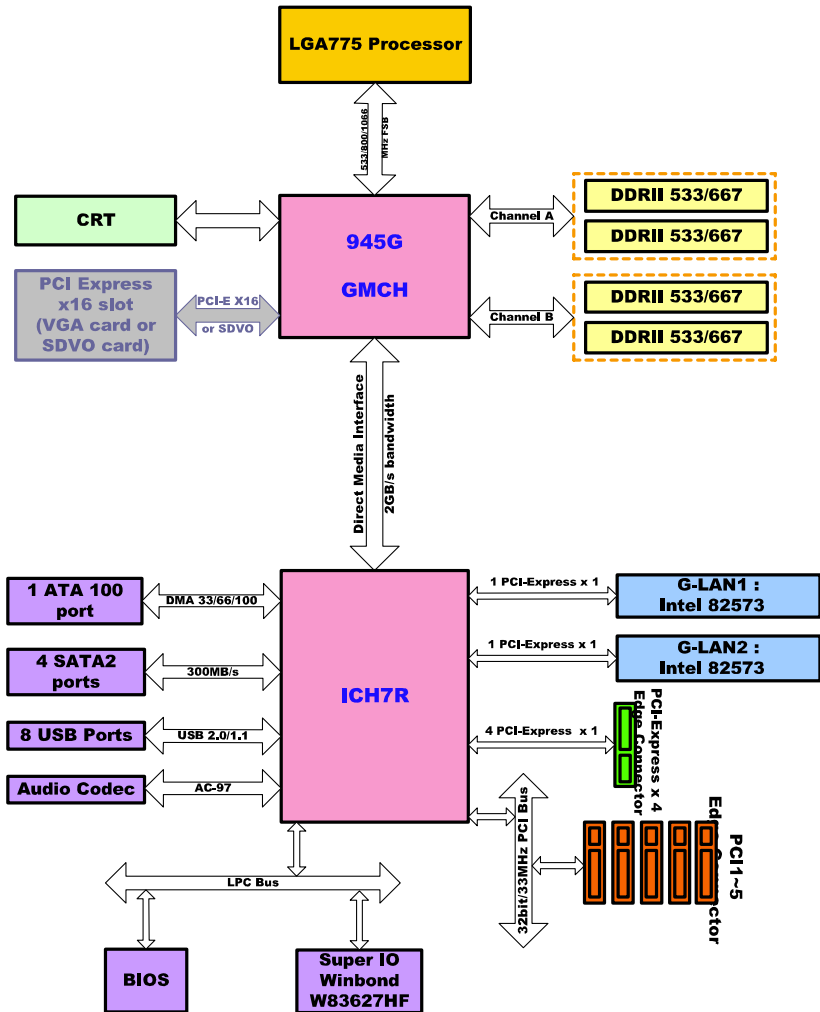 LGA775 Processor
533/800/1066
MHz FSB
CRT
945G
GMCH
Channel A
DDRII 533/667
DDRII 533/667
PCI Express
x16 slot
(VGA card or
SDVO card)
PCI-E X16
or SDVO
Channel B
DDRII 533/667
DDRII 533/667
Direct Media Interface
2GB/s bandwidth
1 ATA 100
port
DMA 33/66/100
4 SATA2
ports
300MB/s
8 USB Ports
USB 2.0/1.1
Audio Codec
AC-97
ICH7R
1 PCI-Express x 1
G-LAN1 :
Intel 82573
1 PCI-Express x 1
G-LAN2 :
Intel 82573
4 PCI-Express x 1
PCI-Express x 4
Edge Connector
32bit/33MHz PCI Bus
PCI1~5
Edge Connector
LPC Bus
BIOS
Super IO
Winbond
W83627HF